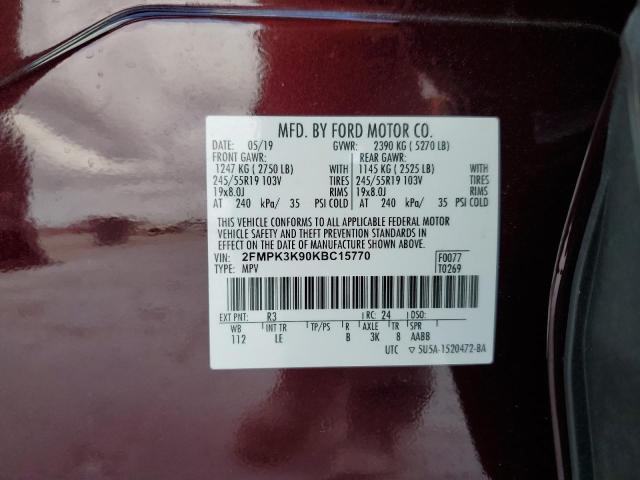 MFD. BY FORD MOTOR CO.
DATE: 05/19 GVWR: 2390 KG ( 5270 LB)
FRONT GAWR: REAR GAWR:
1247 KG ( 2750 LB) WITH 1145 KG ( 2525 LB) WITH
245/55R19 103V TIRES 245/55R19 103V TIRES
19x8.0J RIMS 19x8.0J RIMS
AT 240 kPa/ 35 PSI COLD AT 240 kPa/ 35 PSI COLD
THIS VEHICLE CONFORMS TO ALL APPLICABLE FEDERAL MOTOR
VEHICLE SAFETY AND THEFT PREVENTION STANDARDS IN
EFFECT ON THE DATE OF MANUFACTURE SHOWN ABOVE.
VIN: 2FMPK3K90KBC15770 F0077
TYPE: MPV T0269
EXT PNT: R3 RC: 24 DSO:
WB INT TR TP/PS R AXLE TR SPR
112 LE B 3K 8 AABB
UTC ▽ 5U5A-1520472-BA